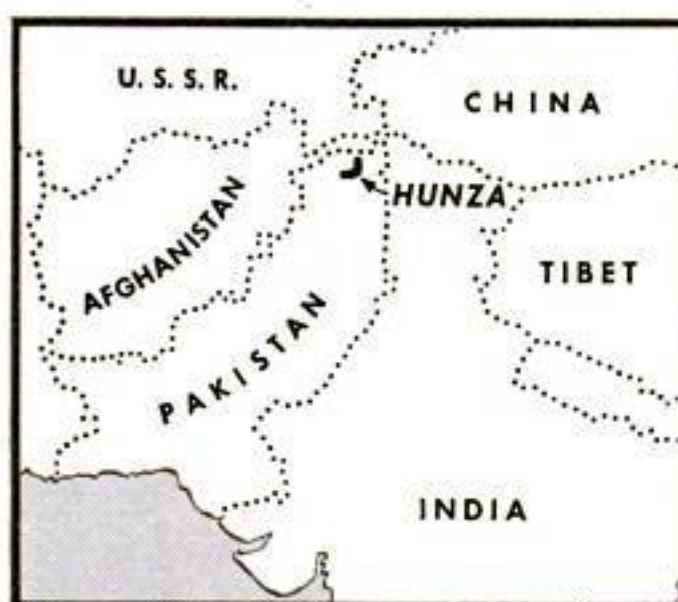 U.S.S.R.
CHINA
HUNZA
AFGHANISTAN
TIBET
PAKISTAN
INDIA